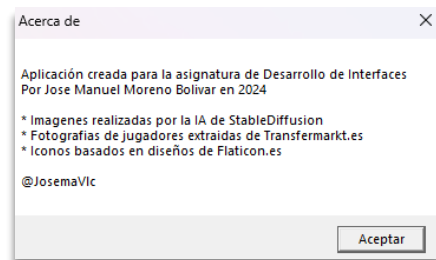 Acerca de
Aplicación creada para la asignatura de Desarrollo de Interfaces
Por Jose Manuel Moreno Bolivar en 2024
* Imagenes realizadas por la IA de StableDiffusion
* Fotografias de jugadores extraidas de Transfermarkt.es
* Iconos basados en diseños de Flaticon.es
@JosemaVlc
Aceptar